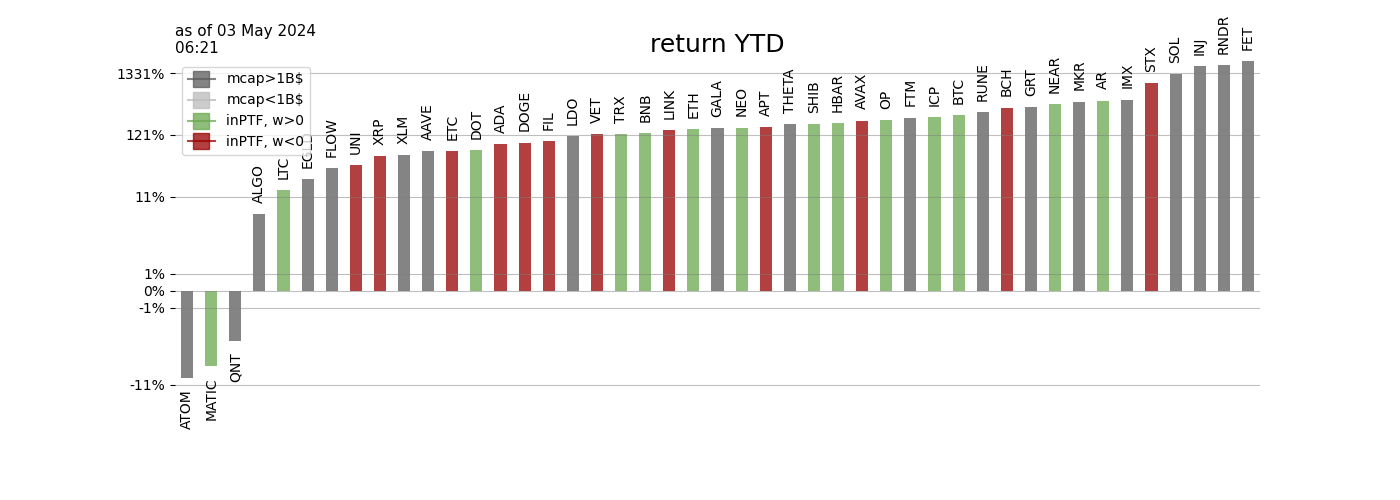 as of 03 May 2024
06:21
return YTD
mcap>1B$
mcap<1B$
inPTF, w>0
inPTF, w<0
1331%
121%
11%
1%
0%
-1%
-11%
ATOM
MATIC
QNT
ALGO
LTC
EGLD
FLOW
UNI
XRP
XLM
AAVE
ETC
DOT
ADA
DOGE
FIL
LDO
VET
TRX
BNB
LINK
ETH
GALA
NEO
APT
THETA
SHIB
HBAR
AVAX
OP
FTM
ICP
BTC
RUNE
BCH
GRT
NEAR
MKR
AR
IMX
STX
SOL
INJ
RNDR
FET